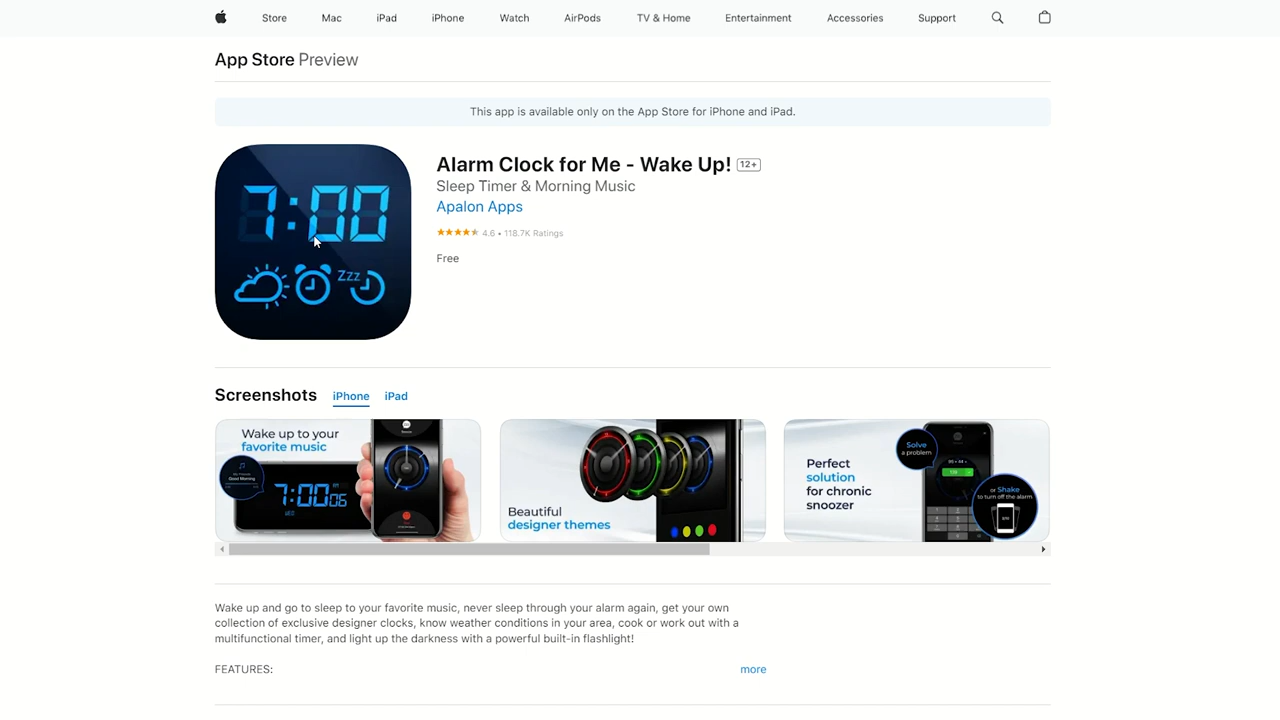 Store Mac iPad iPhone Watch AirPods TV & Home Entertainment Accessories Support
App Store Preview
This app is available only on the App Store for iPhone and iPad.
7:00
Zzz
Alarm Clock for Me - Wake Up! 12+
Sleep Timer & Morning Music
Apalon Apps
4.6 • 118.7K Ratings
Free
Screenshots iPhone iPad
Wake up to your
favorite music
Good Morning
7:00 06
Beautiful
designer themes
Perfect
solution
for chronic
snoozer
Solve
a problem
or Shake
to turn off the alarm
Wake up and go to sleep to your favorite music, never sleep through your alarm again, get your own
collection of exclusive designer clocks, know weather conditions in your area, cook or work out with a
multifunctional timer, and light up the darkness with a powerful built-in flashlight!
FEATURES:
more